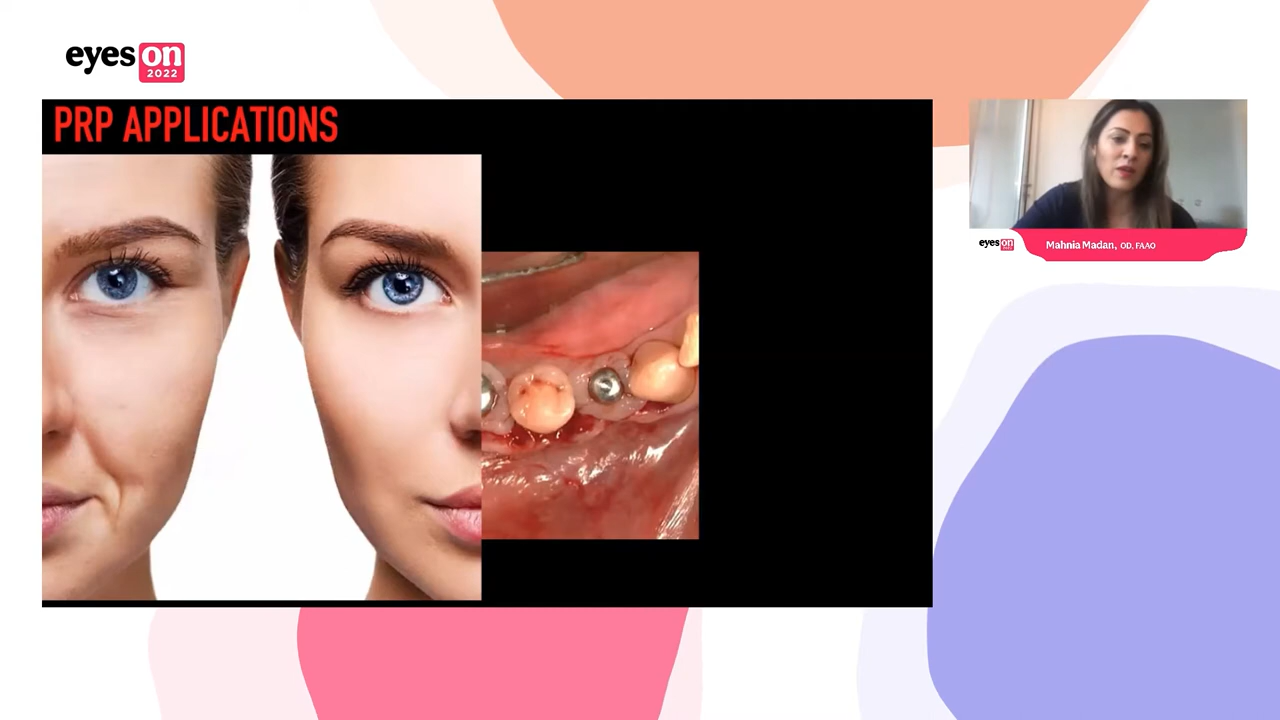 eyes on
2022
PRP APPLICATIONS
eyes on
Mahnia Madan, OD, FAAO